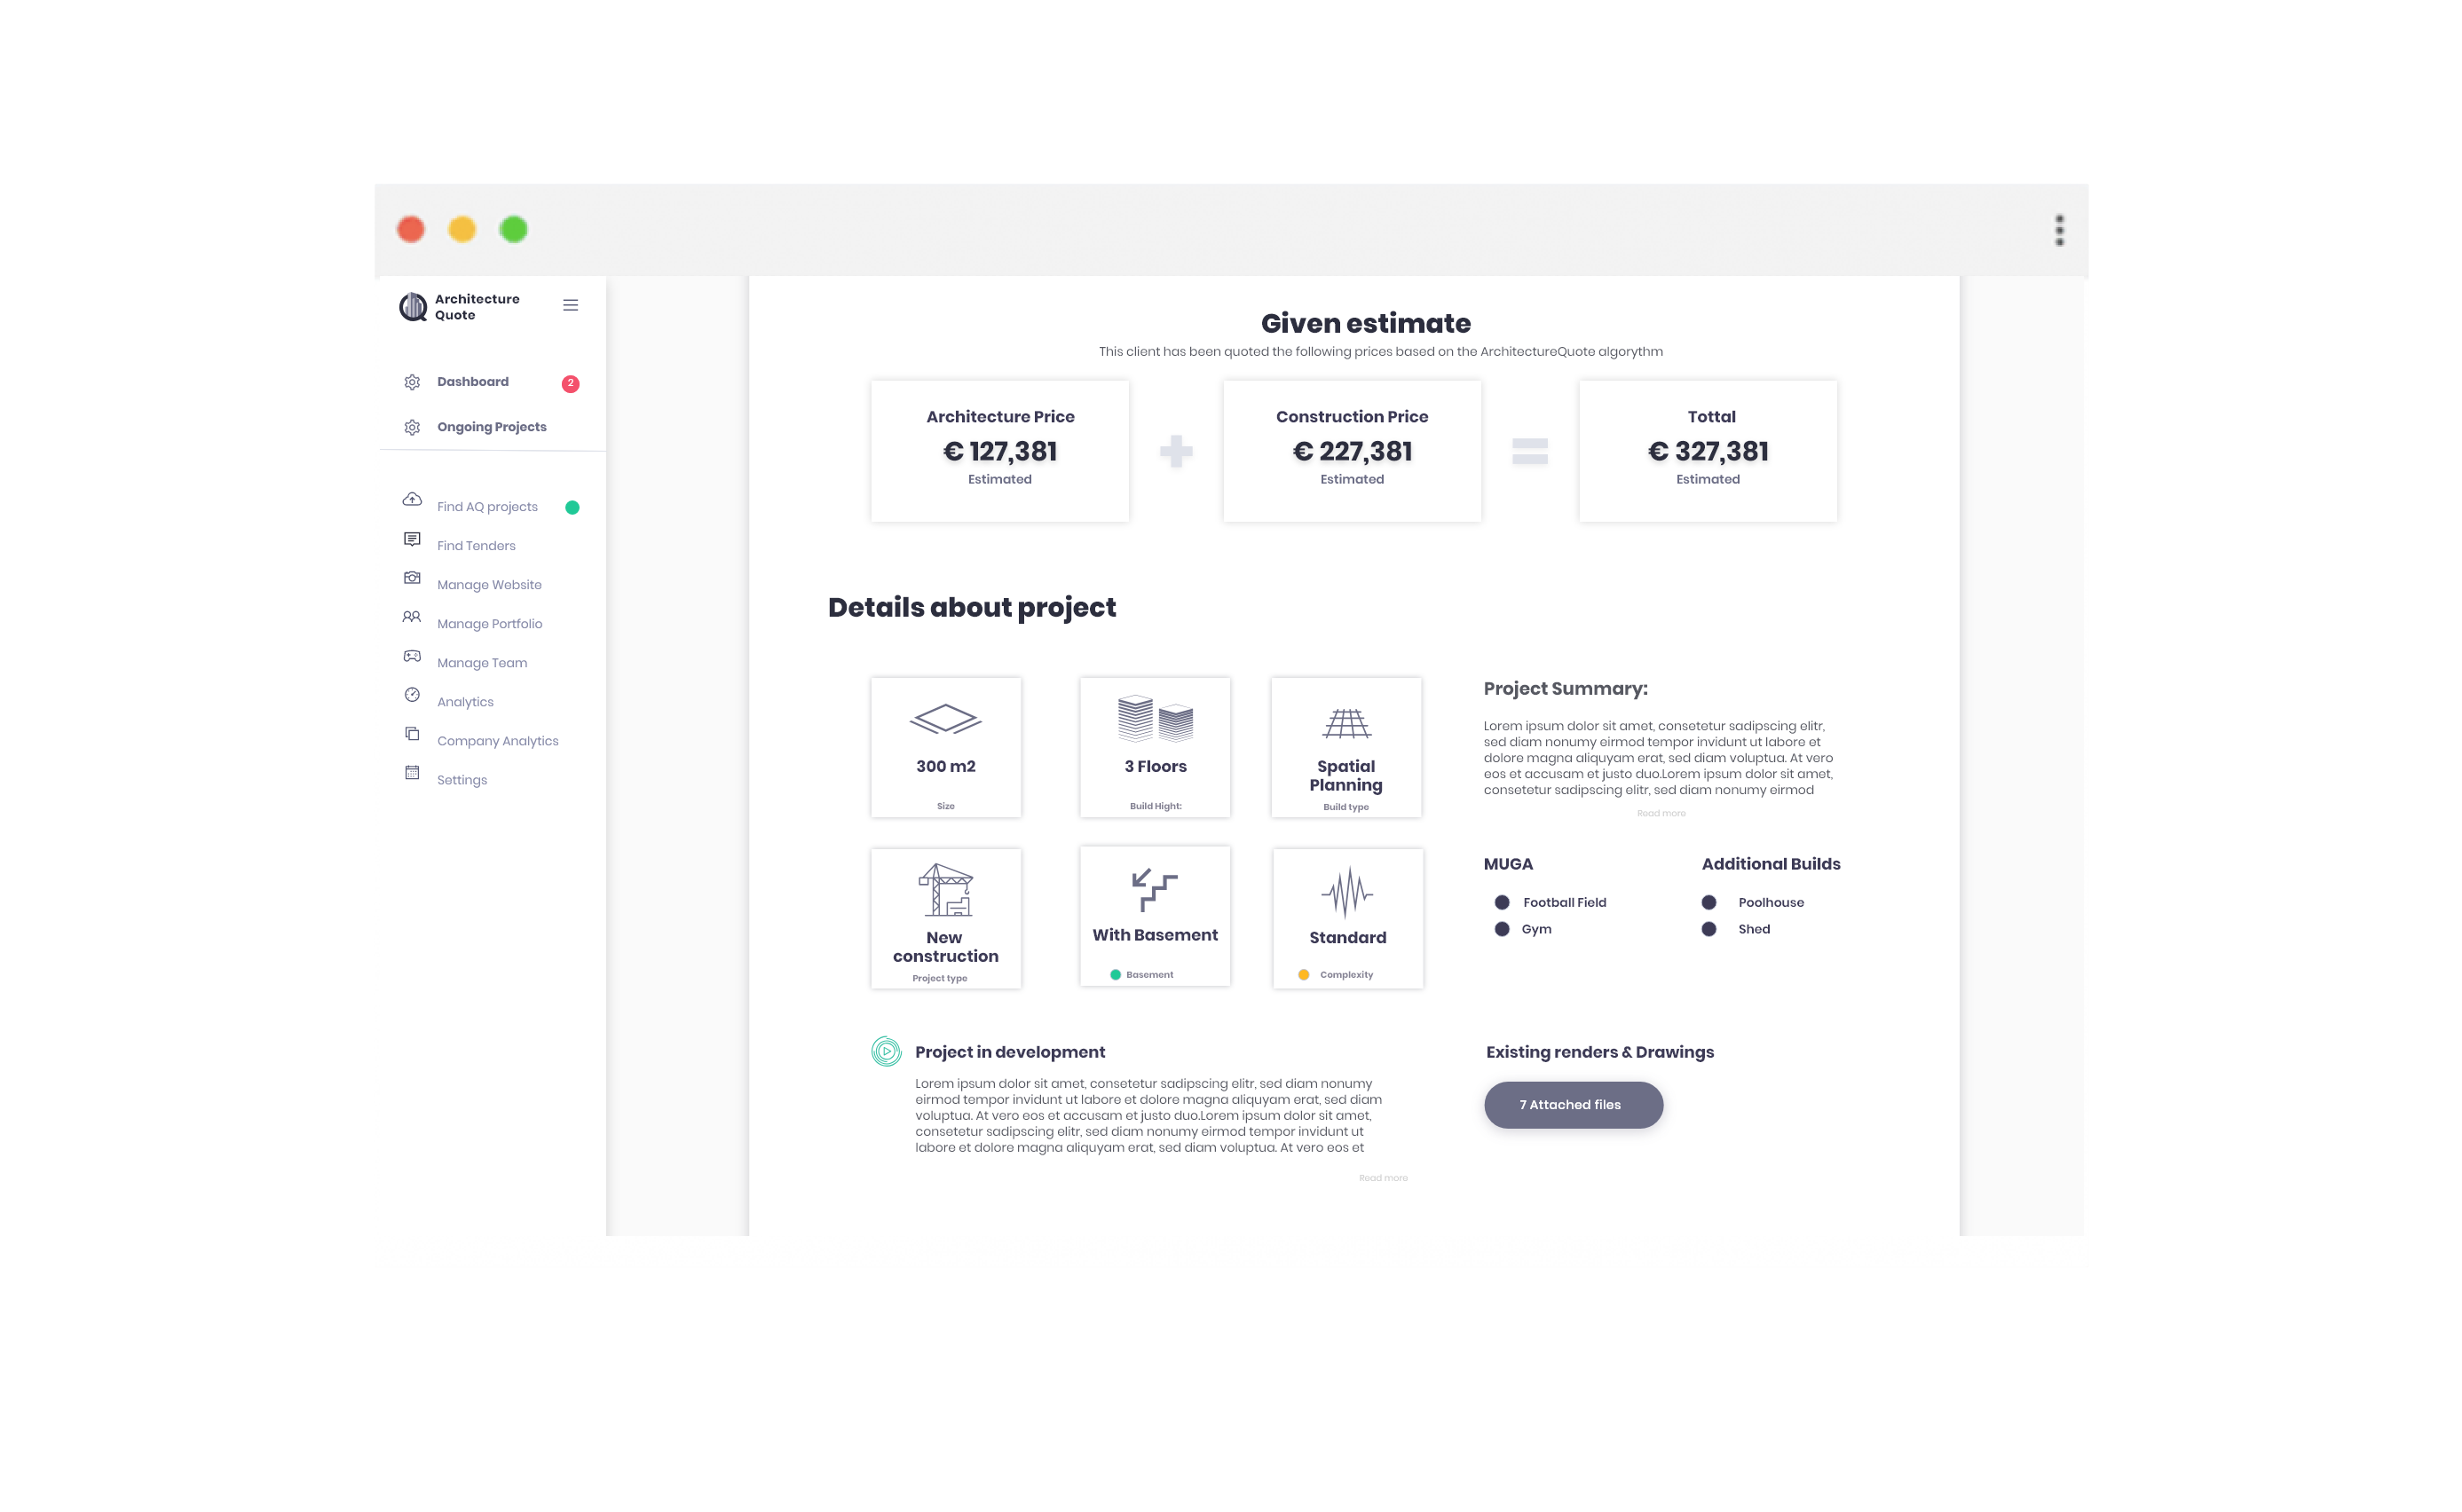 Architecture
Quote
Dashboard
2
Ongoing Projects
Find AQ projects
Find Tenders
Manage Website
Manage Portfolio
Manage Team
Analytics
Company Analytics
Settings
Given estimate
This client has been quoted the following prices based on the ArchitectureQuote algorythm
Architecture Price
€ 127,381
Estimated
Construction Price
€ 227,381
Estimated
Tottal
€ 327,381
Estimated
Details about project
300 m2
Size
3 Floors
Build Hight:
Spatial
Planning
Build type
New
construction
Project type
With Basement
Basement
Standard
Complexity
Project Summary:
Lorem ipsum dolor sit amet, consetetur sadipscing elitr,
sed diam nonumy eirmod tempor invidunt ut labore et
dolore magna aliquyam erat, sed diam voluptua. At vero
eos et accusam et justo duo.Lorem ipsum dolor sit amet,
consetetur sadipscing elitr, sed diam nonumy eirmod
Read more
MUGA
Football Field
Gym
Additional Builds
Poolhouse
Shed
Project in development
Lorem ipsum dolor sit amet, consetetur sadipscing elitr, sed diam nonumy
eirmod tempor invidunt ut labore et dolore magna aliquyam erat, sed diam
voluptua. At vero eos et accusam et justo duo.Lorem ipsum dolor sit amet,
consetetur sadipscing elitr, sed diam nonumy eirmod tempor invidunt ut
labore et dolore magna aliquyam erat, sed diam voluptua. At vero eos et
Read more
Existing renders & Drawings
7 Attached files